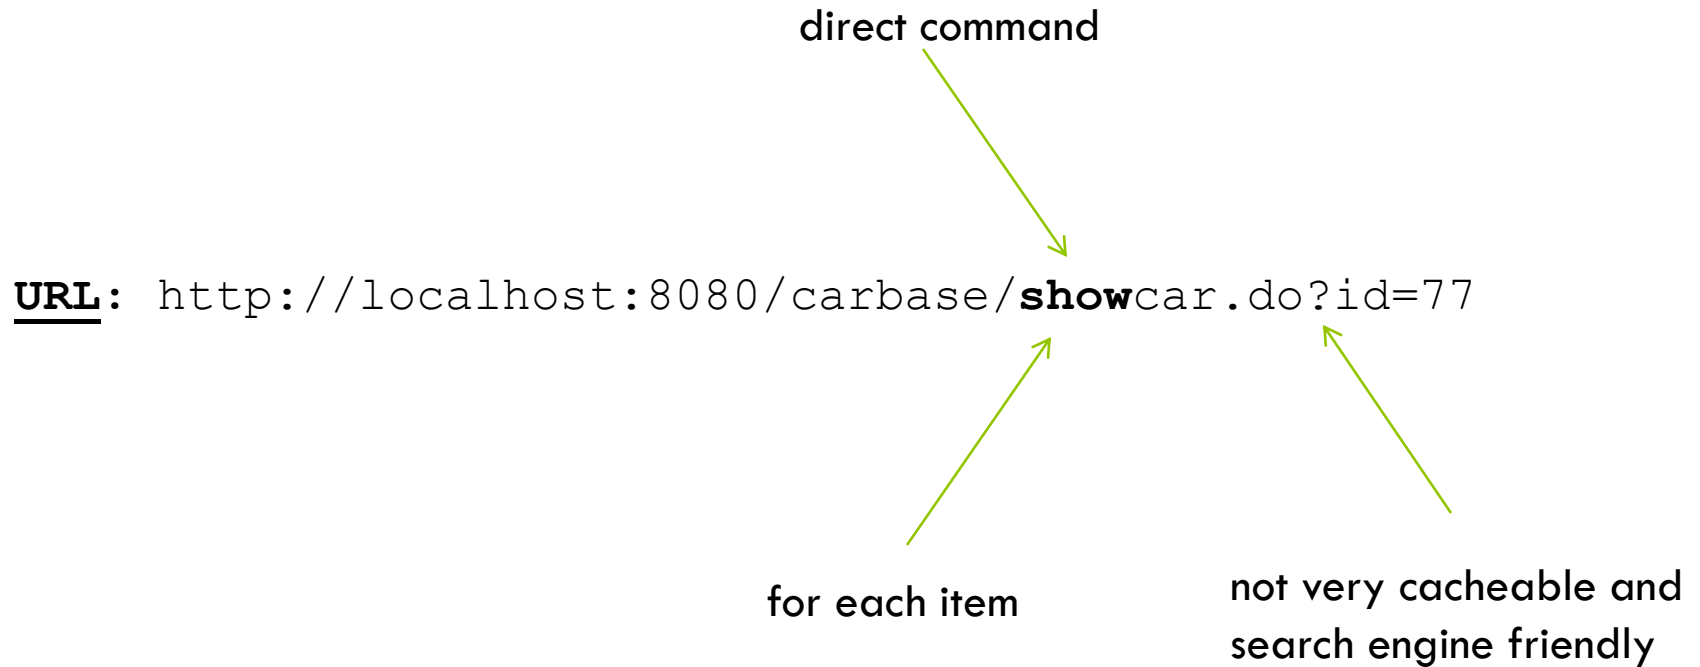 direct command
URL: http://localhost:8080/carbase/showcar.do?id=77
for each item
not very cacheable and
search engine friendly